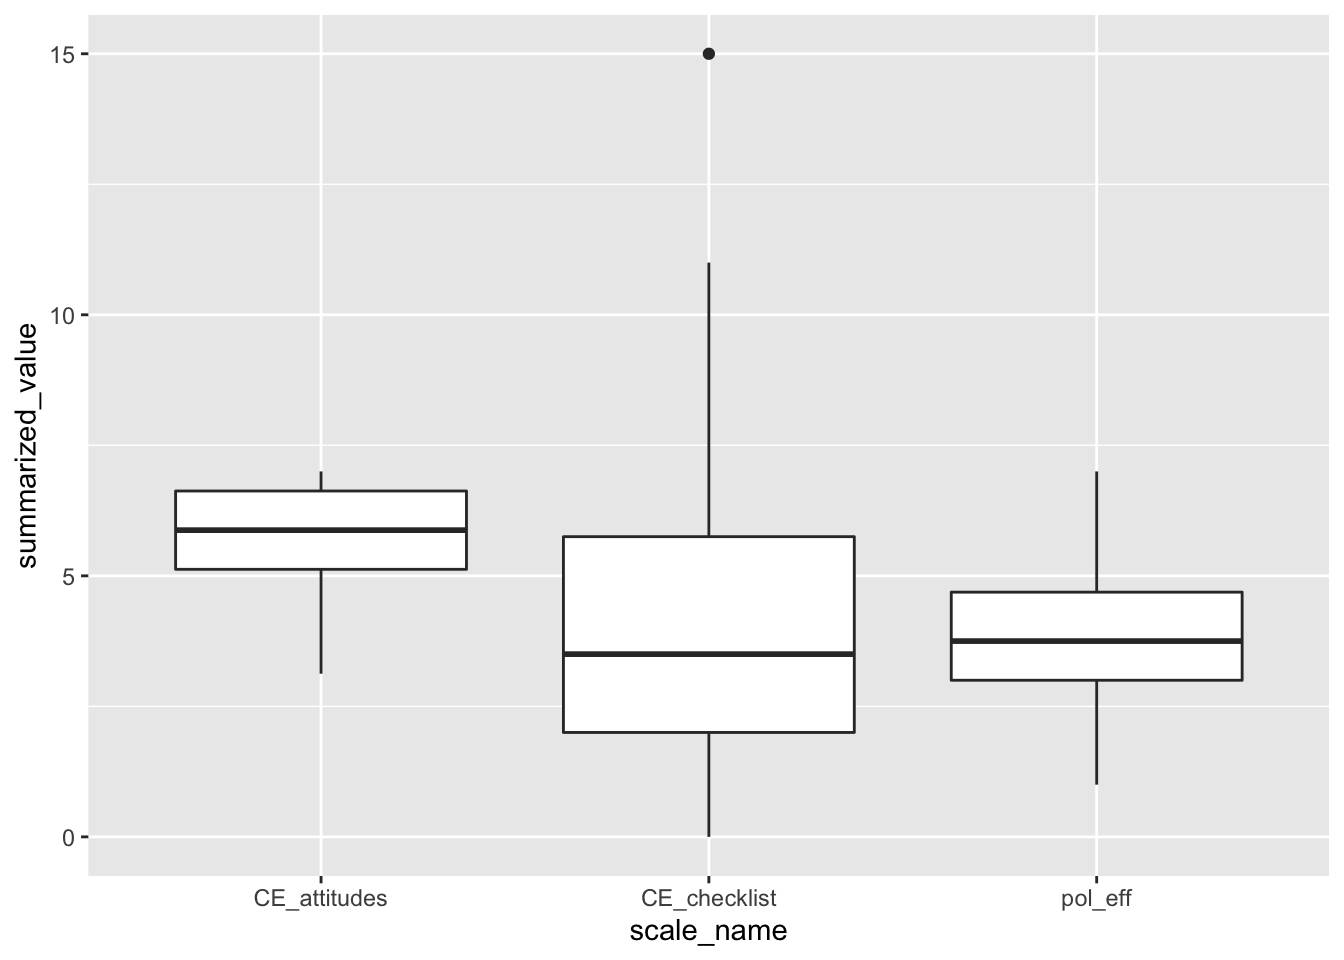 summarized_value
15
10
5
0
CE_attitudes
CE_checklist
pol_eff
scale_name